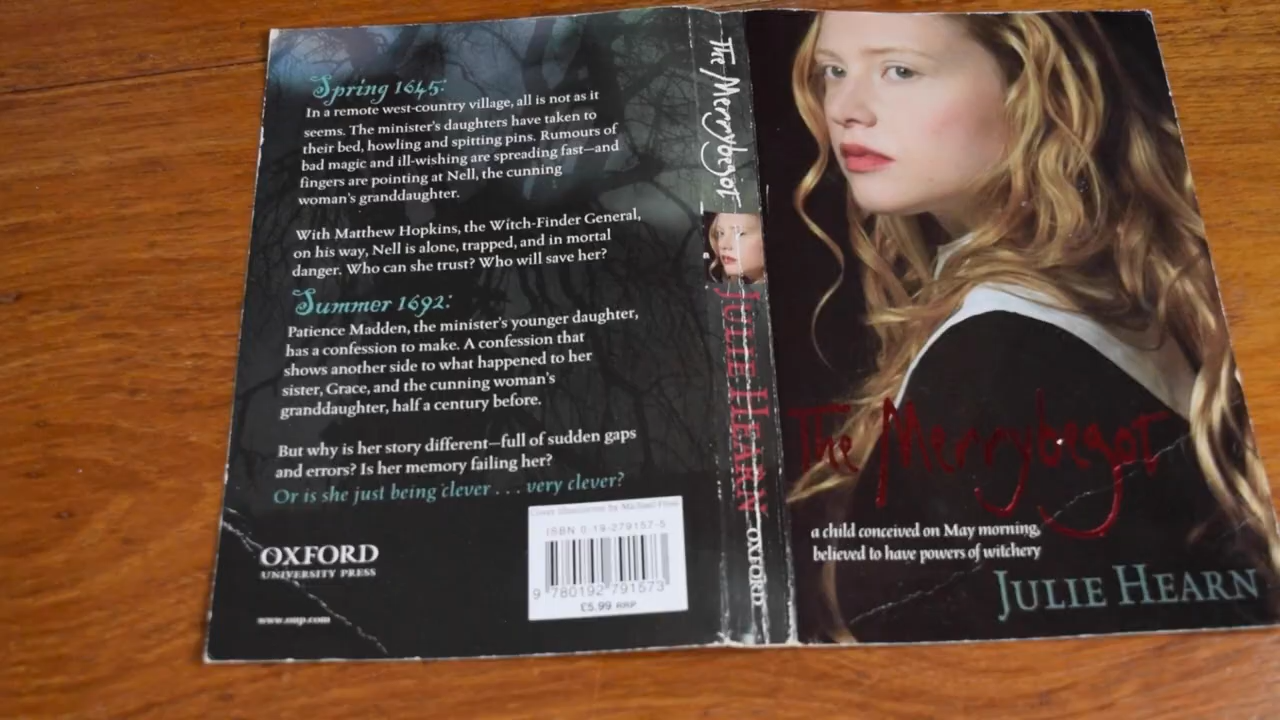 Spring 1645:
In a remote west-country village, all is not as it
seems. The minister's daughters have taken to
their bed, howling and spitting pins. Rumours of
bad magic and ill-wishing are spreading fast—and
fingers are pointing at Nell, the cunning
woman's granddaughter.
With Matthew Hopkins, the Witch-Finder General,
on his way, Nell is alone, trapped, and in mortal
danger. Who can she trust? Who will save her?
Summer 1692:
Patience Madden, the minister's younger daughter,
has a confession to make. A confession that
shows another side to what happened to her
sister, Grace, and the cunning woman's
granddaughter, half a century before.
But why is her story different—full of sudden gaps
and errors? Is her memory failing her?
Or is she just being clever . . . very clever?
OXFORD
UNIVERSITY PRESS
www.oup.com
Cover illustration by Michael
ISBN 0-19-279157-5
9 780192 791573
£5.99 RRP
The Merrybegot
JULIE HEARN
OXFORD
The Merrybegot
a child conceived on May morning,
believed to have powers of witchery
JULIE HEARN